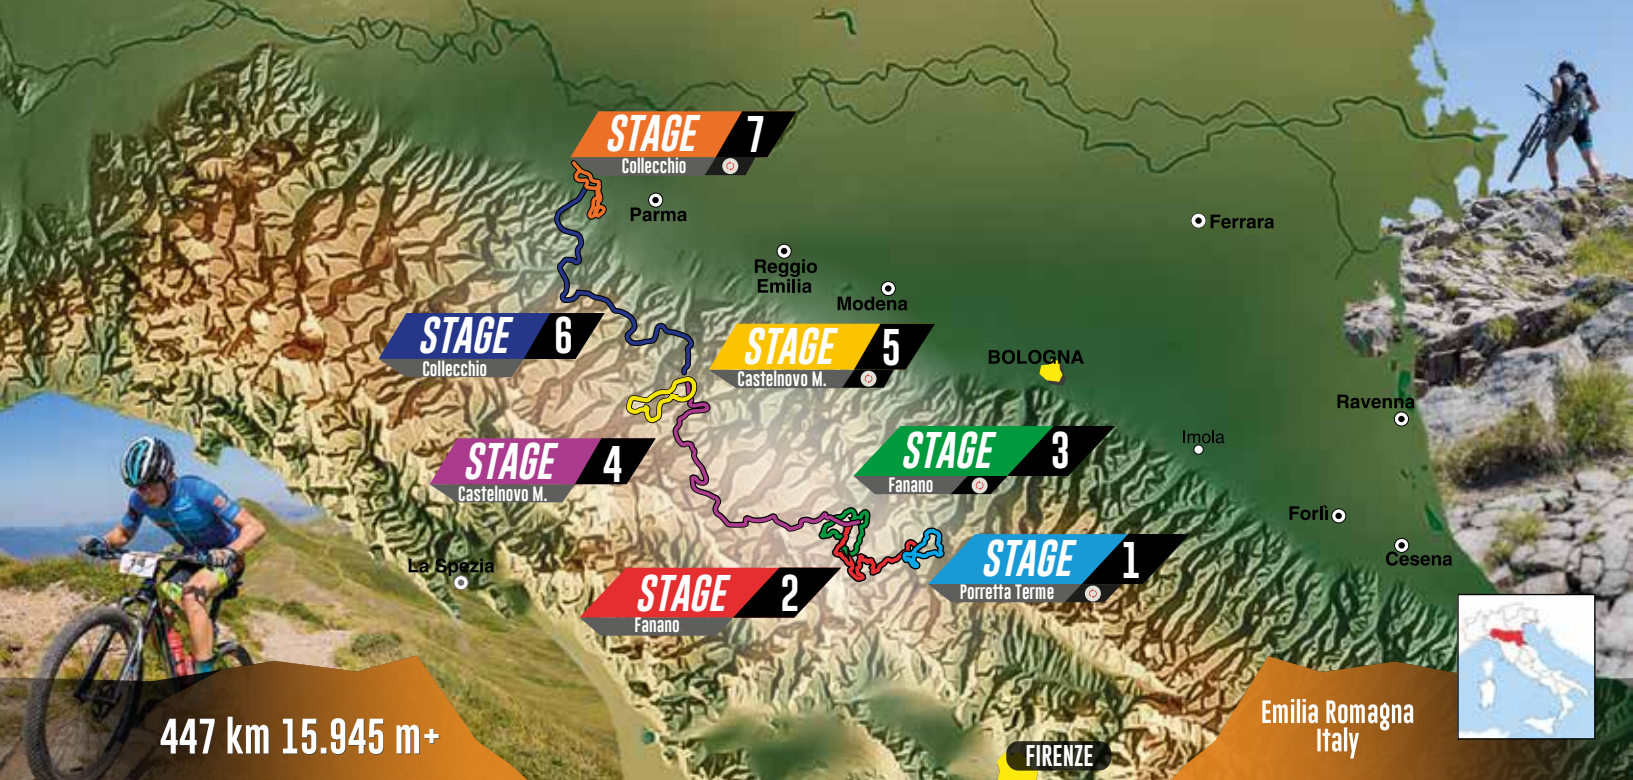 STAGE 7
Collecchio
Parma
Ferrara
Reggio
Emilia
Modena
STAGE 6
Collecchio
STAGE 5
Castelnovo M.
BOLOGNA
Ravenna
Imola
STAGE 4
Castelnovo M.
STAGE 3
Fanano
Forlì
Cesena
La Spezia
STAGE 2
Fanano
STAGE 1
Porretta Terme
447 km 15.945 m+
Emilia Romagna
Italy
FIRENZE